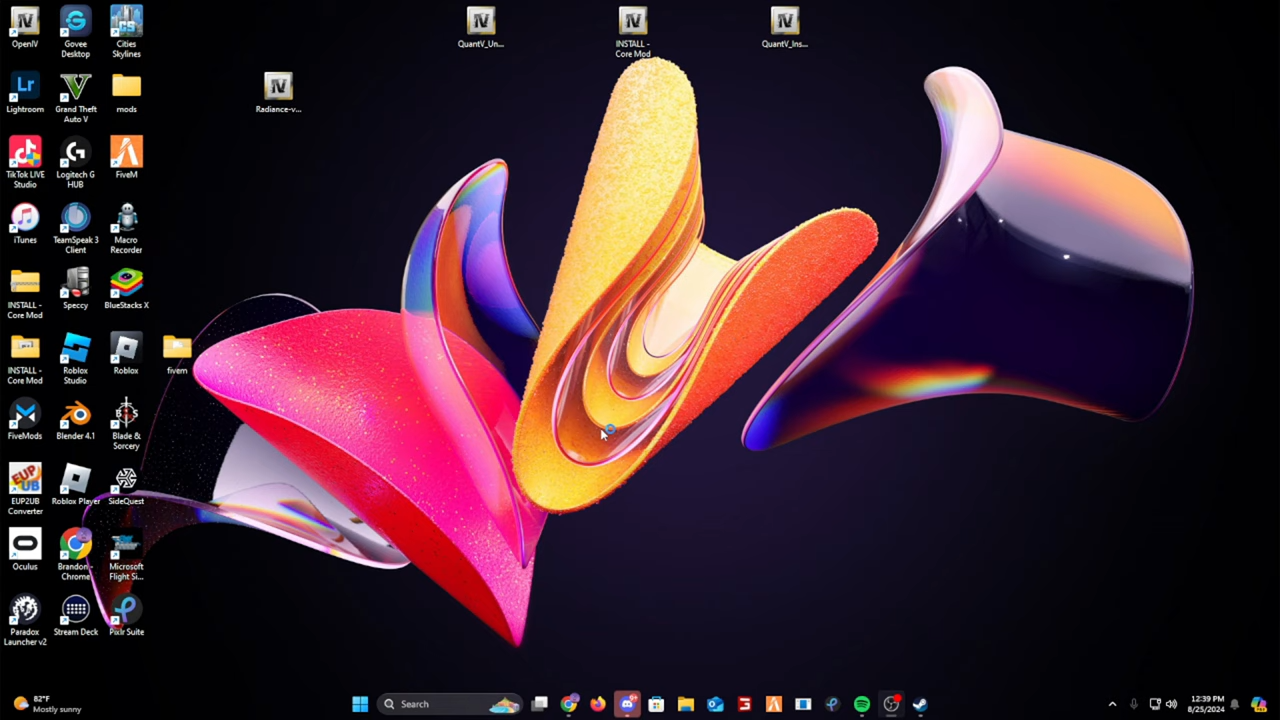 OpenIV
Govee
Desktop
Cities
Skylines
QuantV_Un...
INSTALL -
Core Mod
QuantV_Ins...
Lightroom
Grand Theft
Auto V
mods
Radiance-v...
TikTok LIVE
Studio
Logitech G
HUB
FiveM
iTunes
TeamSpeak 3
Client
Macro
Recorder
INSTALL -
Core Mod
Speccy
BlueStacks X
INSTALL -
Core Mod
Roblox
Studio
Roblox
fivem
FiveMods
Blender 4.1
Blade &
Sorcery
EUP2UB
Converter
Roblox Player
SideQuest
Oculus
Brandon -
Chrome
Microsoft
Flight Si...
Paradox
Launcher v2
Stream Deck
Pixlr Suite
82°F
Mostly sunny
Search
12:39 PM
8/25/2024